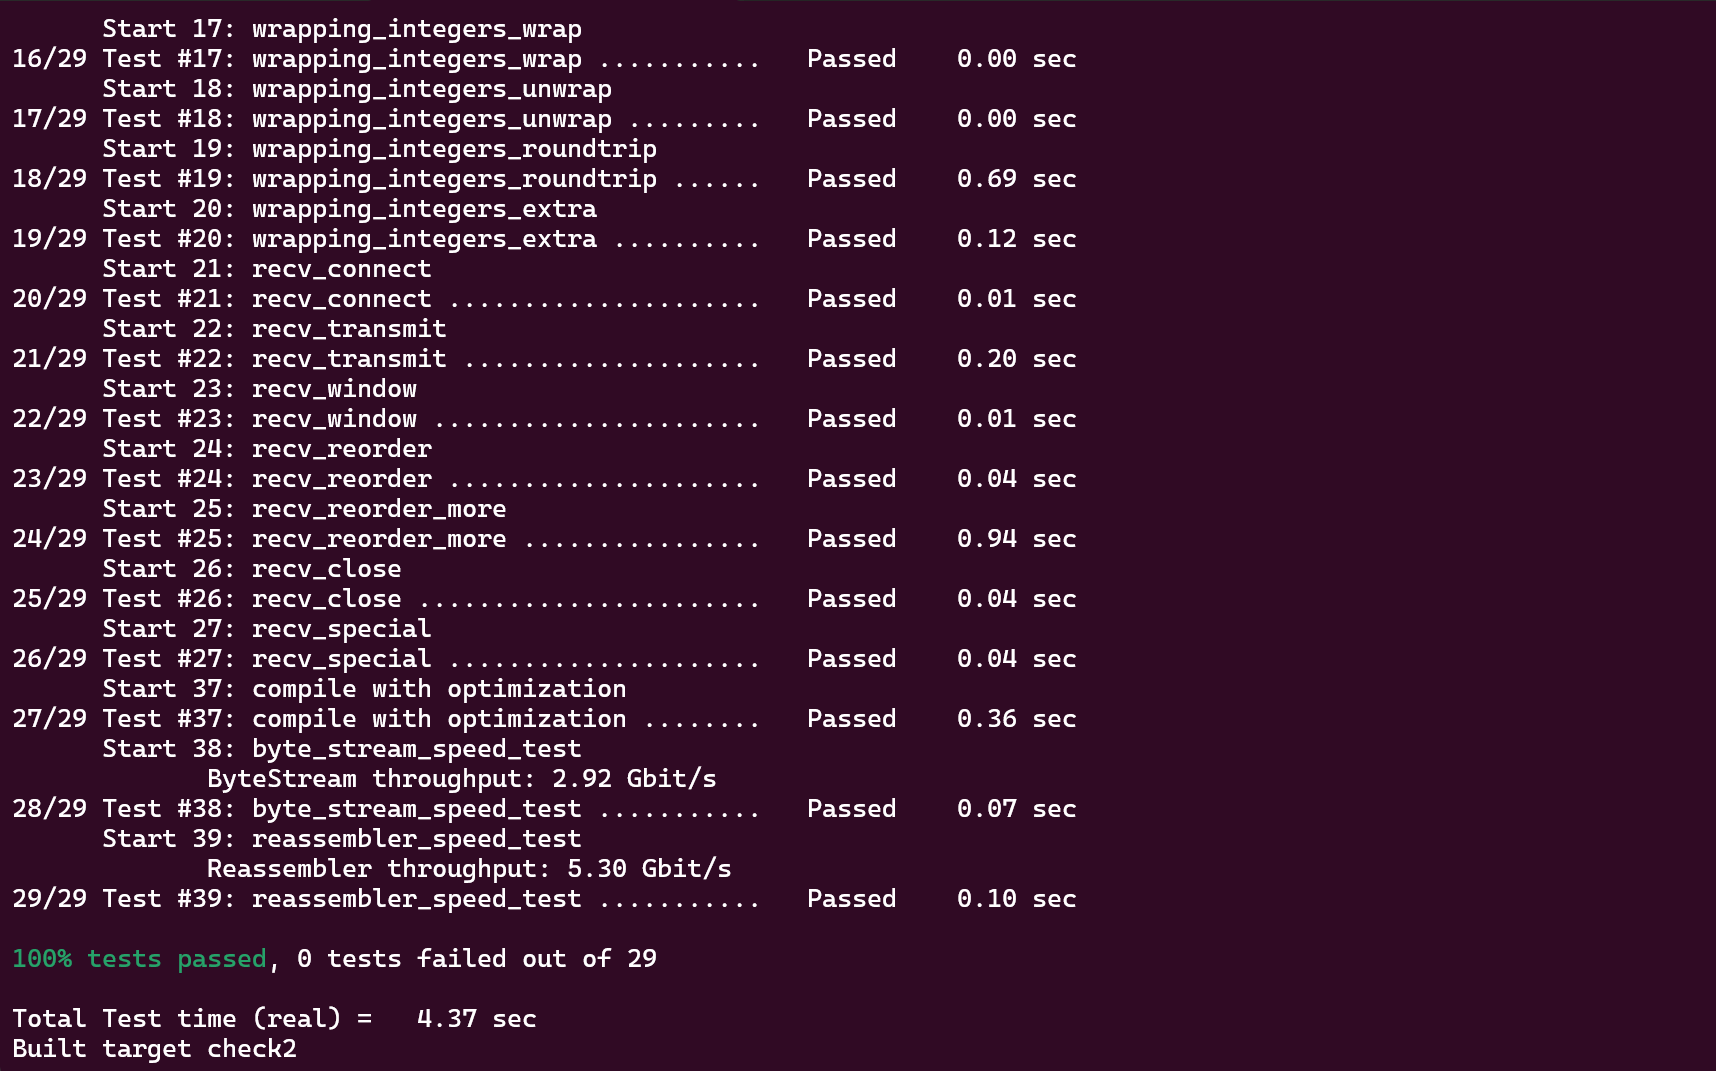 Start 17: wrapping_integers_wrap
16/29 Test #17: wrapping_integers_wrap ...........   Passed    0.00 sec
Start 18: wrapping_integers_unwrap
17/29 Test #18: wrapping_integers_unwrap .........   Passed    0.00 sec
Start 19: wrapping_integers_roundtrip
18/29 Test #19: wrapping_integers_roundtrip ......   Passed    0.69 sec
Start 20: wrapping_integers_extra
19/29 Test #20: wrapping_integers_extra ..........   Passed    0.12 sec
Start 21: recv_connect
20/29 Test #21: recv_connect .....................   Passed    0.01 sec
Start 22: recv_transmit
21/29 Test #22: recv_transmit ....................   Passed    0.20 sec
Start 23: recv_window
22/29 Test #23: recv_window ......................   Passed    0.01 sec
Start 24: recv_reorder
23/29 Test #24: recv_reorder .....................   Passed    0.04 sec
Start 25: recv_reorder_more
24/29 Test #25: recv_reorder_more ................   Passed    0.94 sec
Start 26: recv_close
25/29 Test #26: recv_close .......................   Passed    0.04 sec
Start 27: recv_special
26/29 Test #27: recv_special .....................   Passed    0.04 sec
Start 37: compile with optimization
27/29 Test #37: compile with optimization ........   Passed    0.36 sec
Start 38: byte_stream_speed_test
ByteStream throughput: 2.92 Gbit/s
28/29 Test #38: byte_stream_speed_test ...........   Passed    0.07 sec
Start 39: reassembler_speed_test
Reassembler throughput: 5.30 Gbit/s
29/29 Test #39: reassembler_speed_test ...........   Passed    0.10 sec
100% tests passed, 0 tests failed out of 29
Total Test time (real) =   4.37 sec
Built target check2